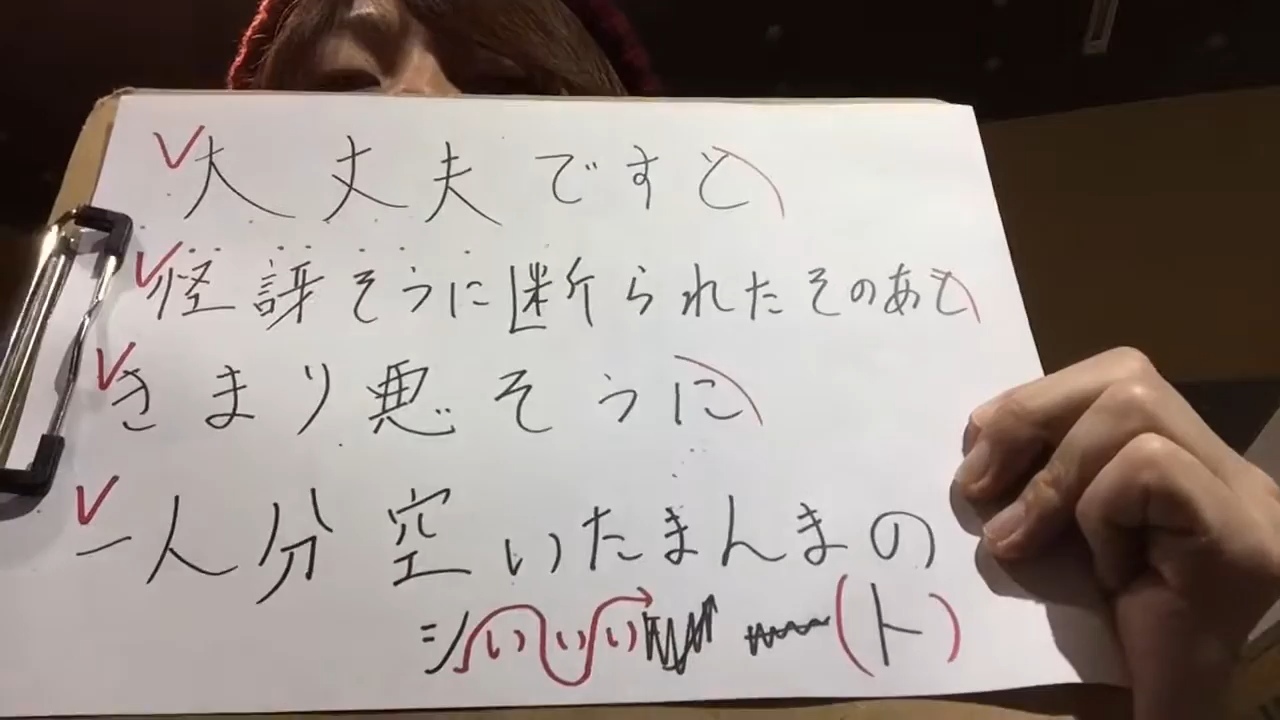 大丈夫ですと
怪訝そうに断られたそのあと
きまり悪そうに
一人分空いたまんまの
シいいい(ト)